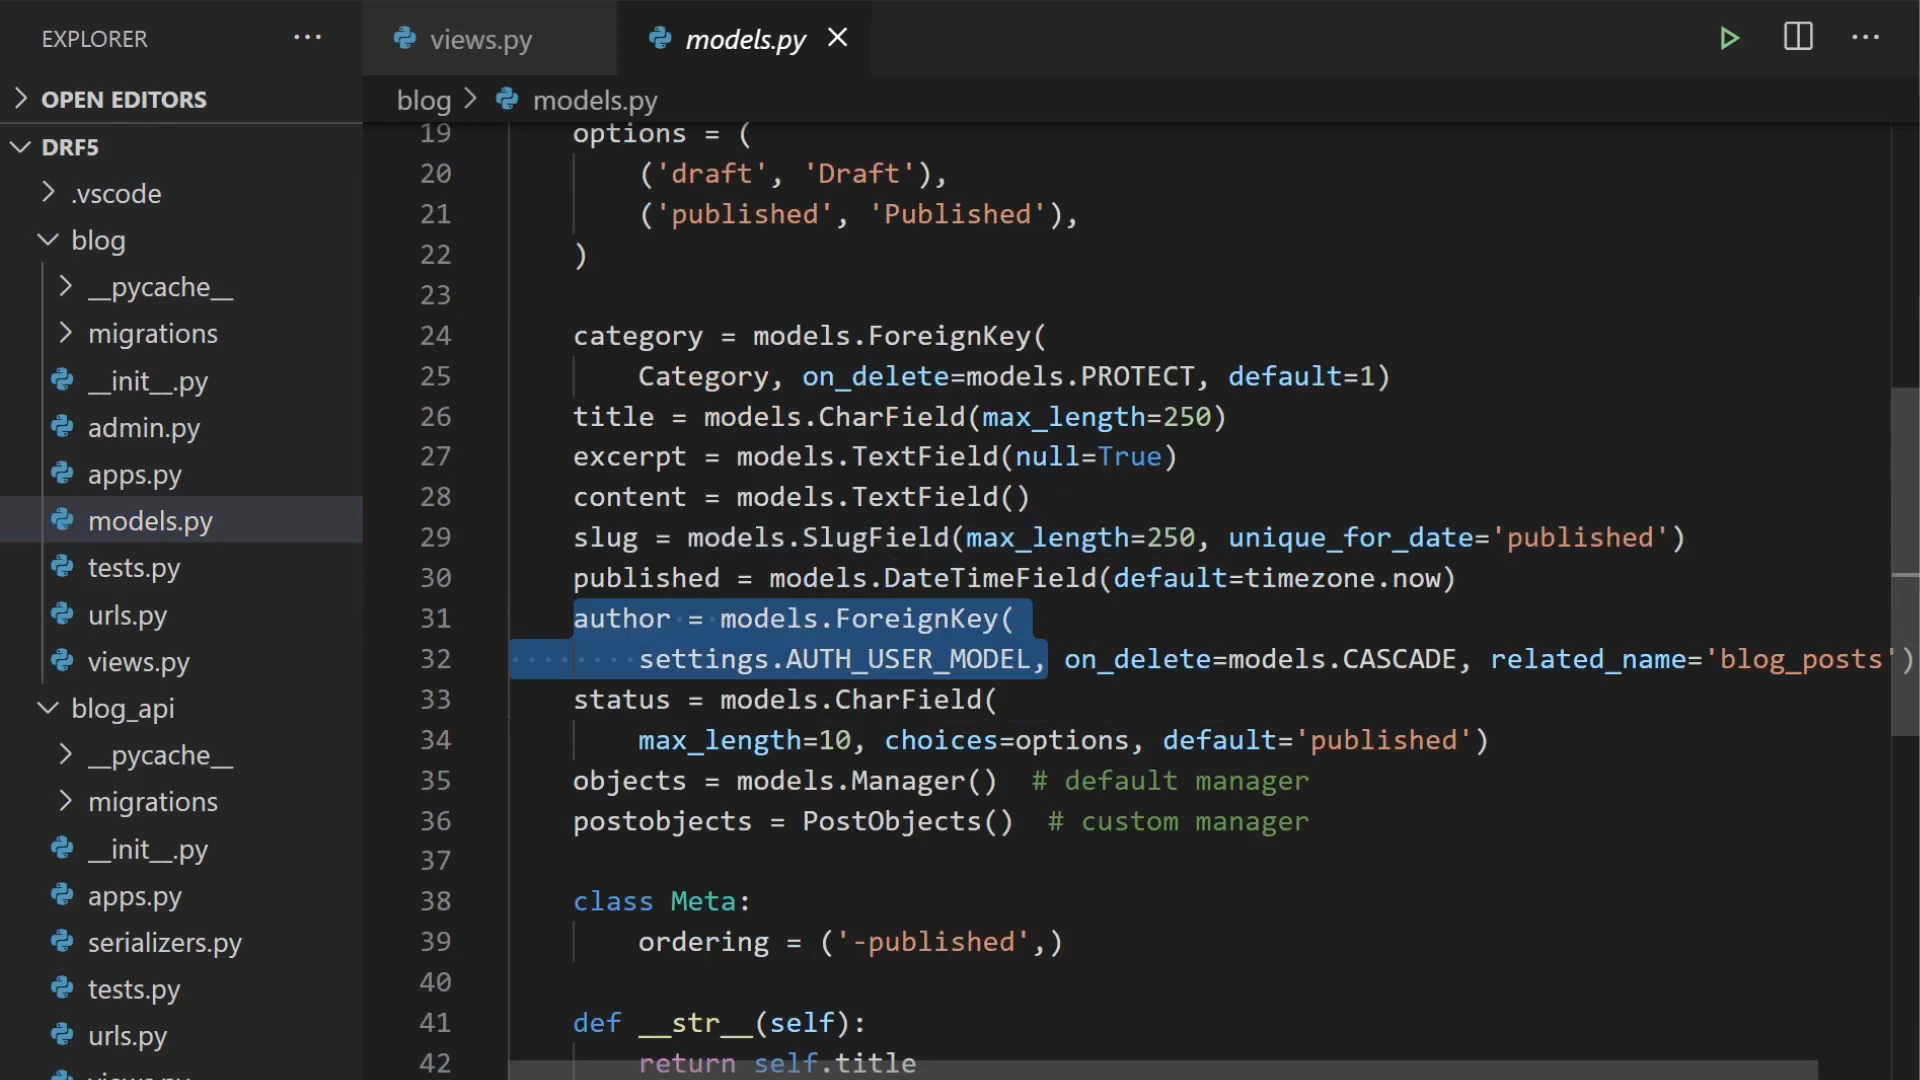 EXPLORER
...
OPEN EDITORS
DRF5
.vscode
blog
__pycache__
migrations
__init__.py
admin.py
apps.py
models.py
tests.py
urls.py
views.py
blog_api
__pycache__
migrations
__init__.py
apps.py
serializers.py
tests.py
urls.py
views.py
views.py
models.py
...
blog > models.py
19 options = (
20 ('draft', 'Draft'),
21 ('published', 'Published'),
22 )
23
24 category = models.ForeignKey(
25 Category, on_delete=models.PROTECT, default=1)
26 title = models.CharField(max_length=250)
27 excerpt = models.TextField(null=True)
28 content = models.TextField()
29 slug = models.SlugField(max_length=250, unique_for_date='published')
30 published = models.DateTimeField(default=timezone.now)
31 author = models.ForeignKey(
32 settings.AUTH_USER_MODEL, on_delete=models.CASCADE, related_name='blog_posts')
33 status = models.CharField(
34 max_length=10, choices=options, default='published')
35 objects = models.Manager()  # default manager
36 postobjects = PostObjects()  # custom manager
37
38 class Meta:
39 ordering = ('-published',)
40
41 def __str__(self):
42 return self.title